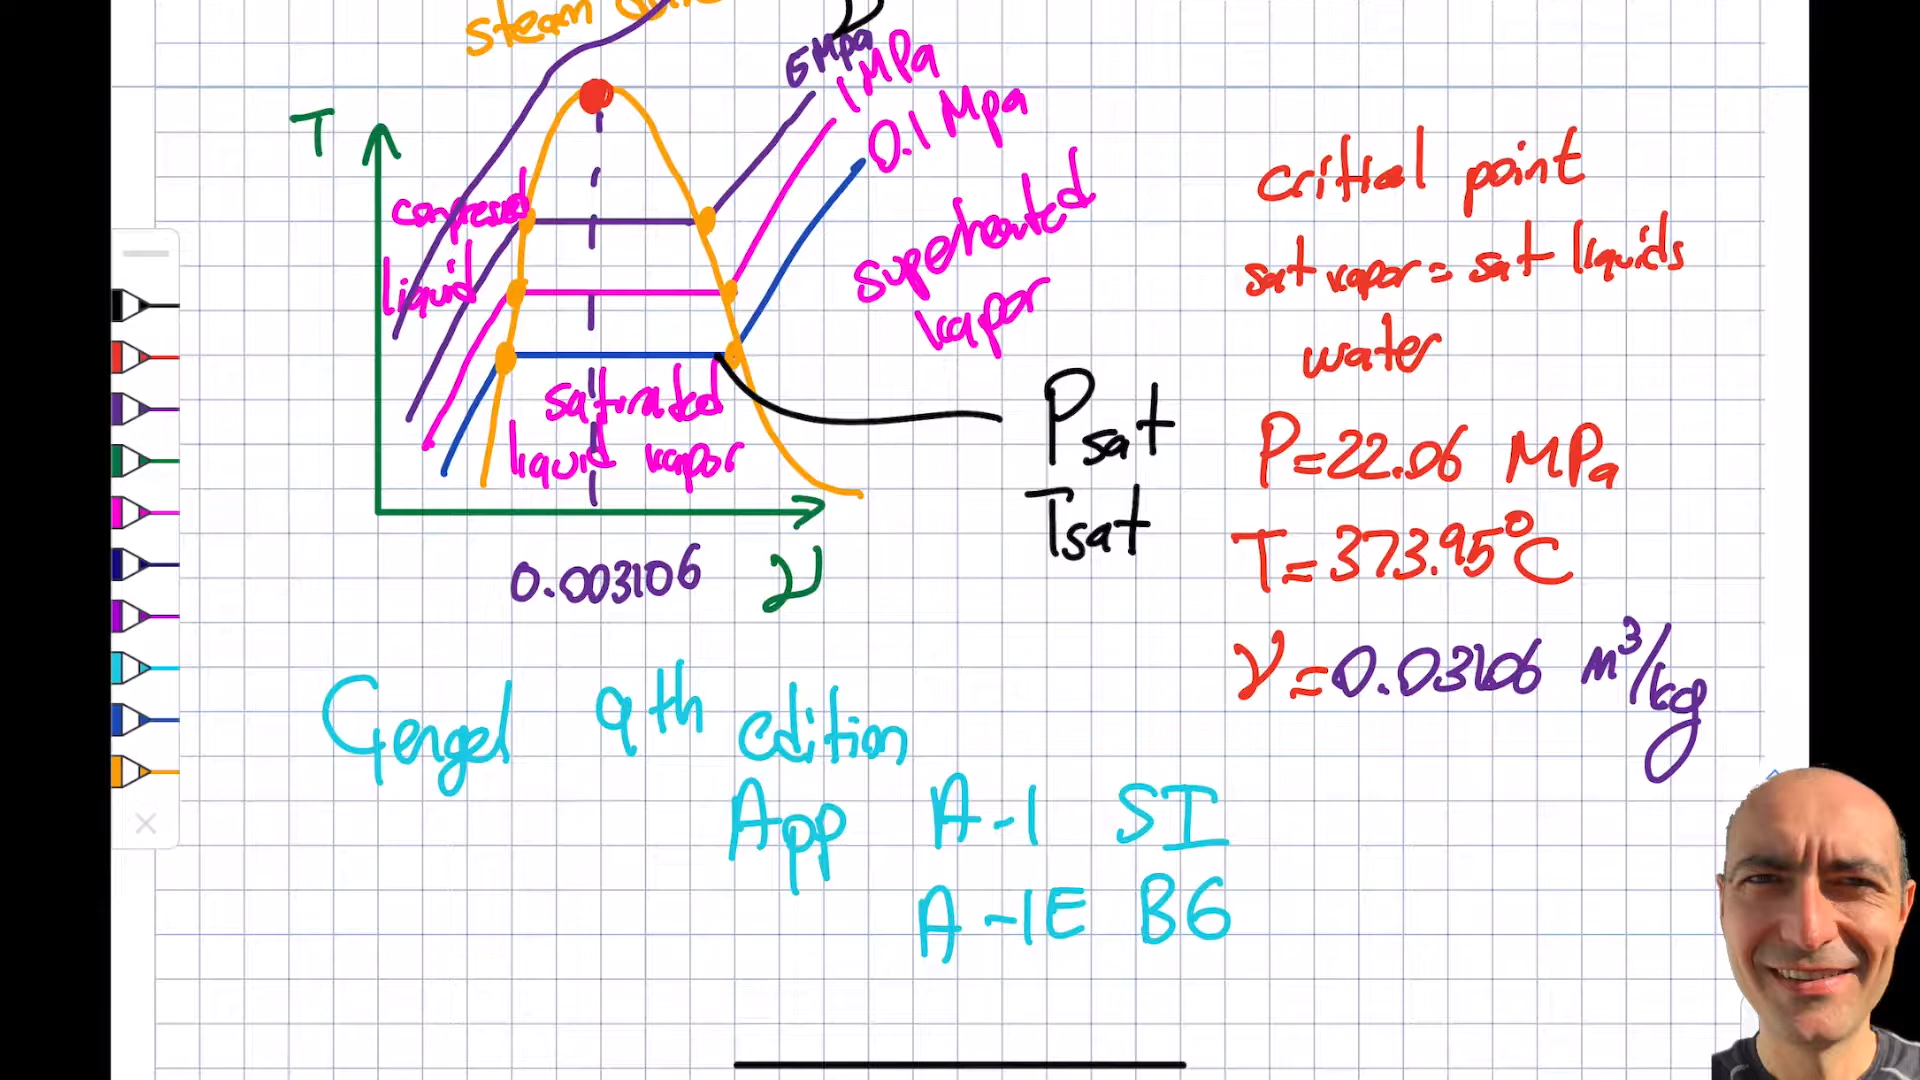 steam
5 Mpa
1 MPa
0.1 Mpa
T
compressed
liquid
superheated
vapor
saturated
liquid vapor
Psat
Tsat
0.003106
ν
critical point
sat vapor = sat liquids
water
P=22.06 MPa
T=373.95°C
ν=0.03106 m³/kg
Cengel 9th edition
App A-1 SI
A-1E BG